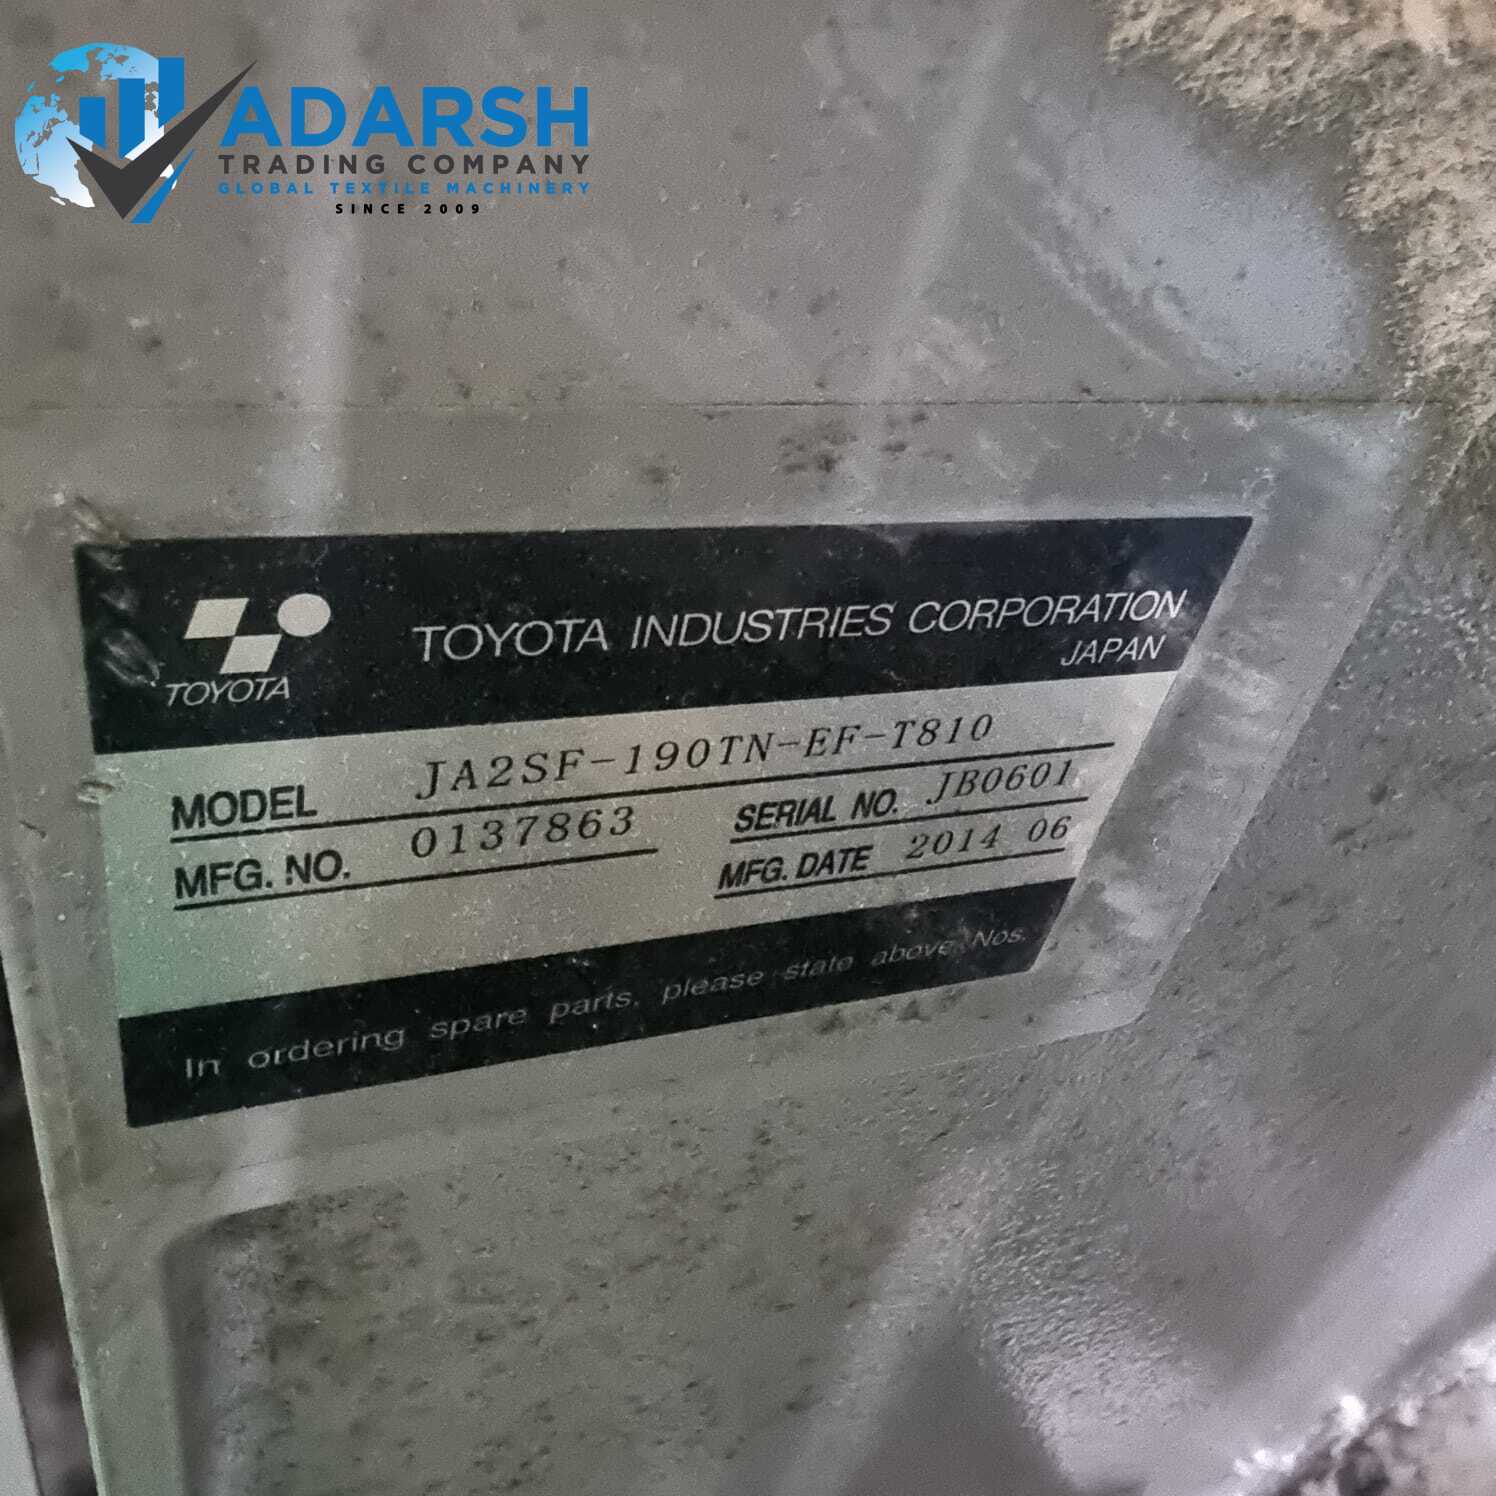 ADARSH
TRADING COMPANY
GLOBAL TEXTILE MACHINERY
SINCE 2009
TOYOTA
TOYOTA INDUSTRIES CORPORATION
JAPAN
MODEL JA2SF-190TN-EF-T810
MFG. NO. 0137863 SERIAL NO. JB0601
MFG. DATE 2014 06
In ordering spare parts, please state above Nos.